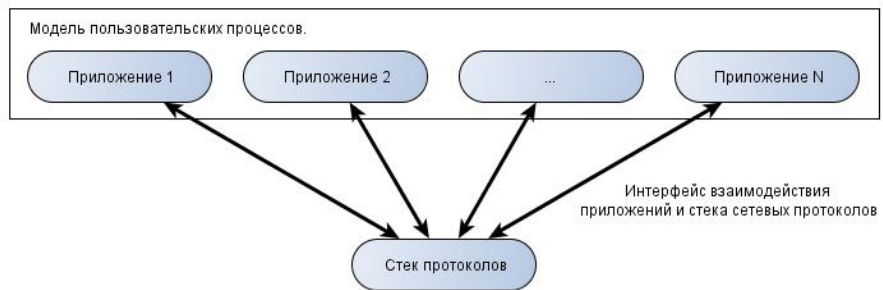 Модель пользовательских процессов.
Приложение 1
Приложение 2
...
Приложение N
Интерфейс взаимодействия
приложений и стека сетевых протоколов
Стек протоколов